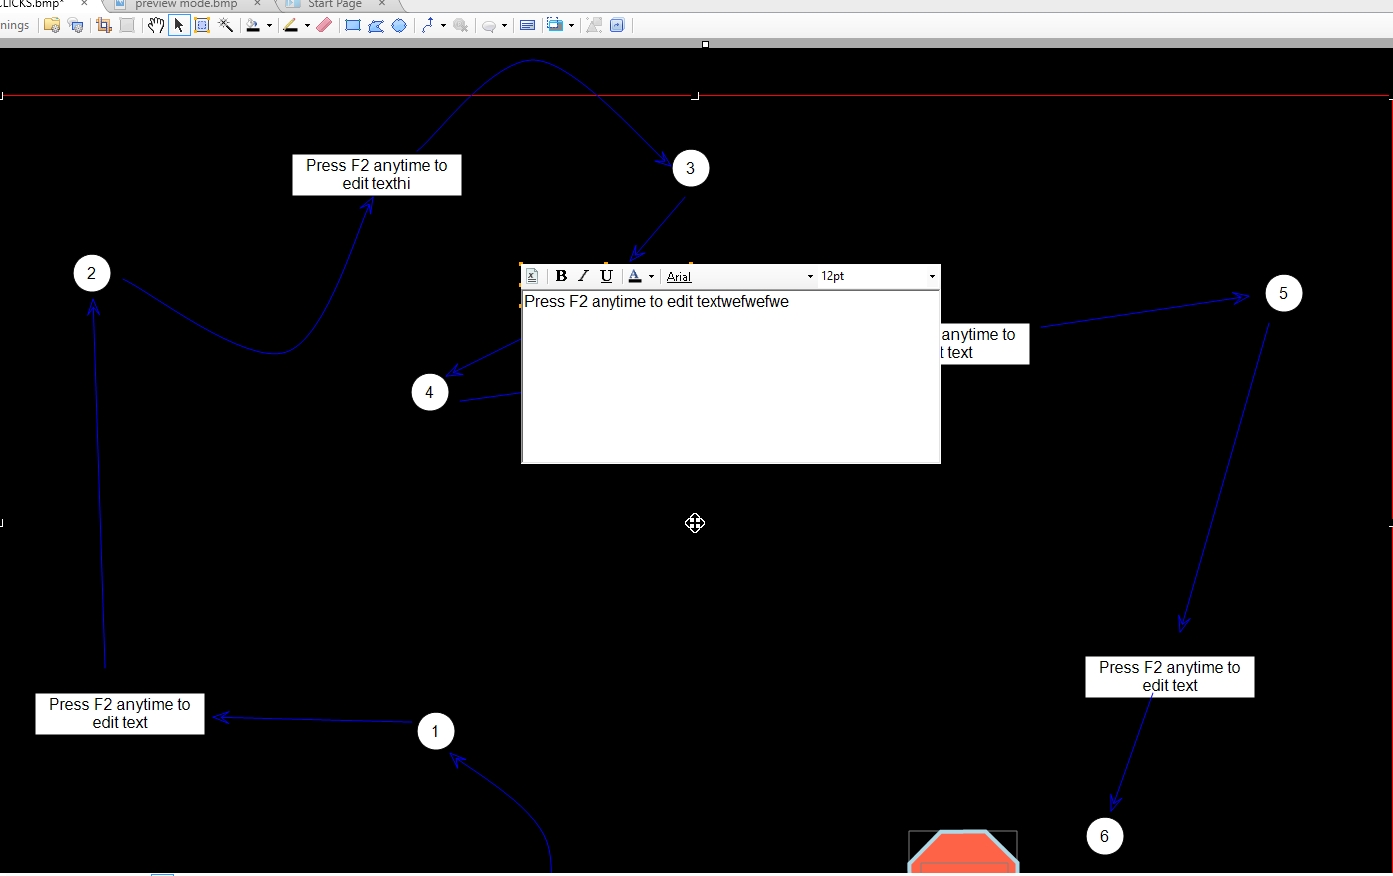 CLICKS.bmp*
preview mode.bmp
Start Page
nings
Press F2 anytime to
edit texthi
3
2
B I U A Arial 12pt
Press F2 anytime to edit textwefwefwe
5
anytime to
t text
4
Press F2 anytime to
edit text
Press F2 anytime to
edit text
1
6